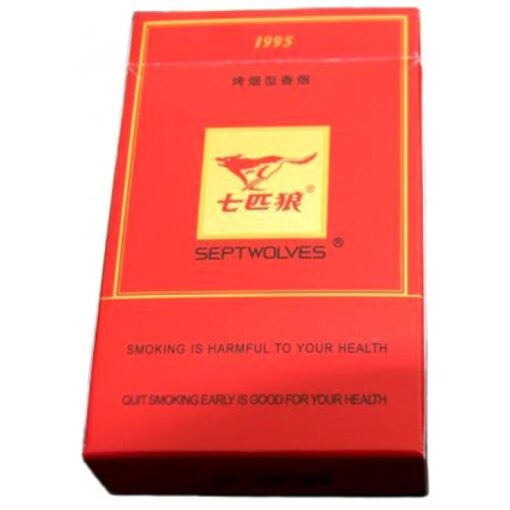 1995
烤烟型香烟
七匹狼®
SEPTWOLVES ®
SMOKING IS HARMFUL TO YOUR HEALTH
QUIT SMOKING EARLY IS GOOD FOR YOUR HEALTH